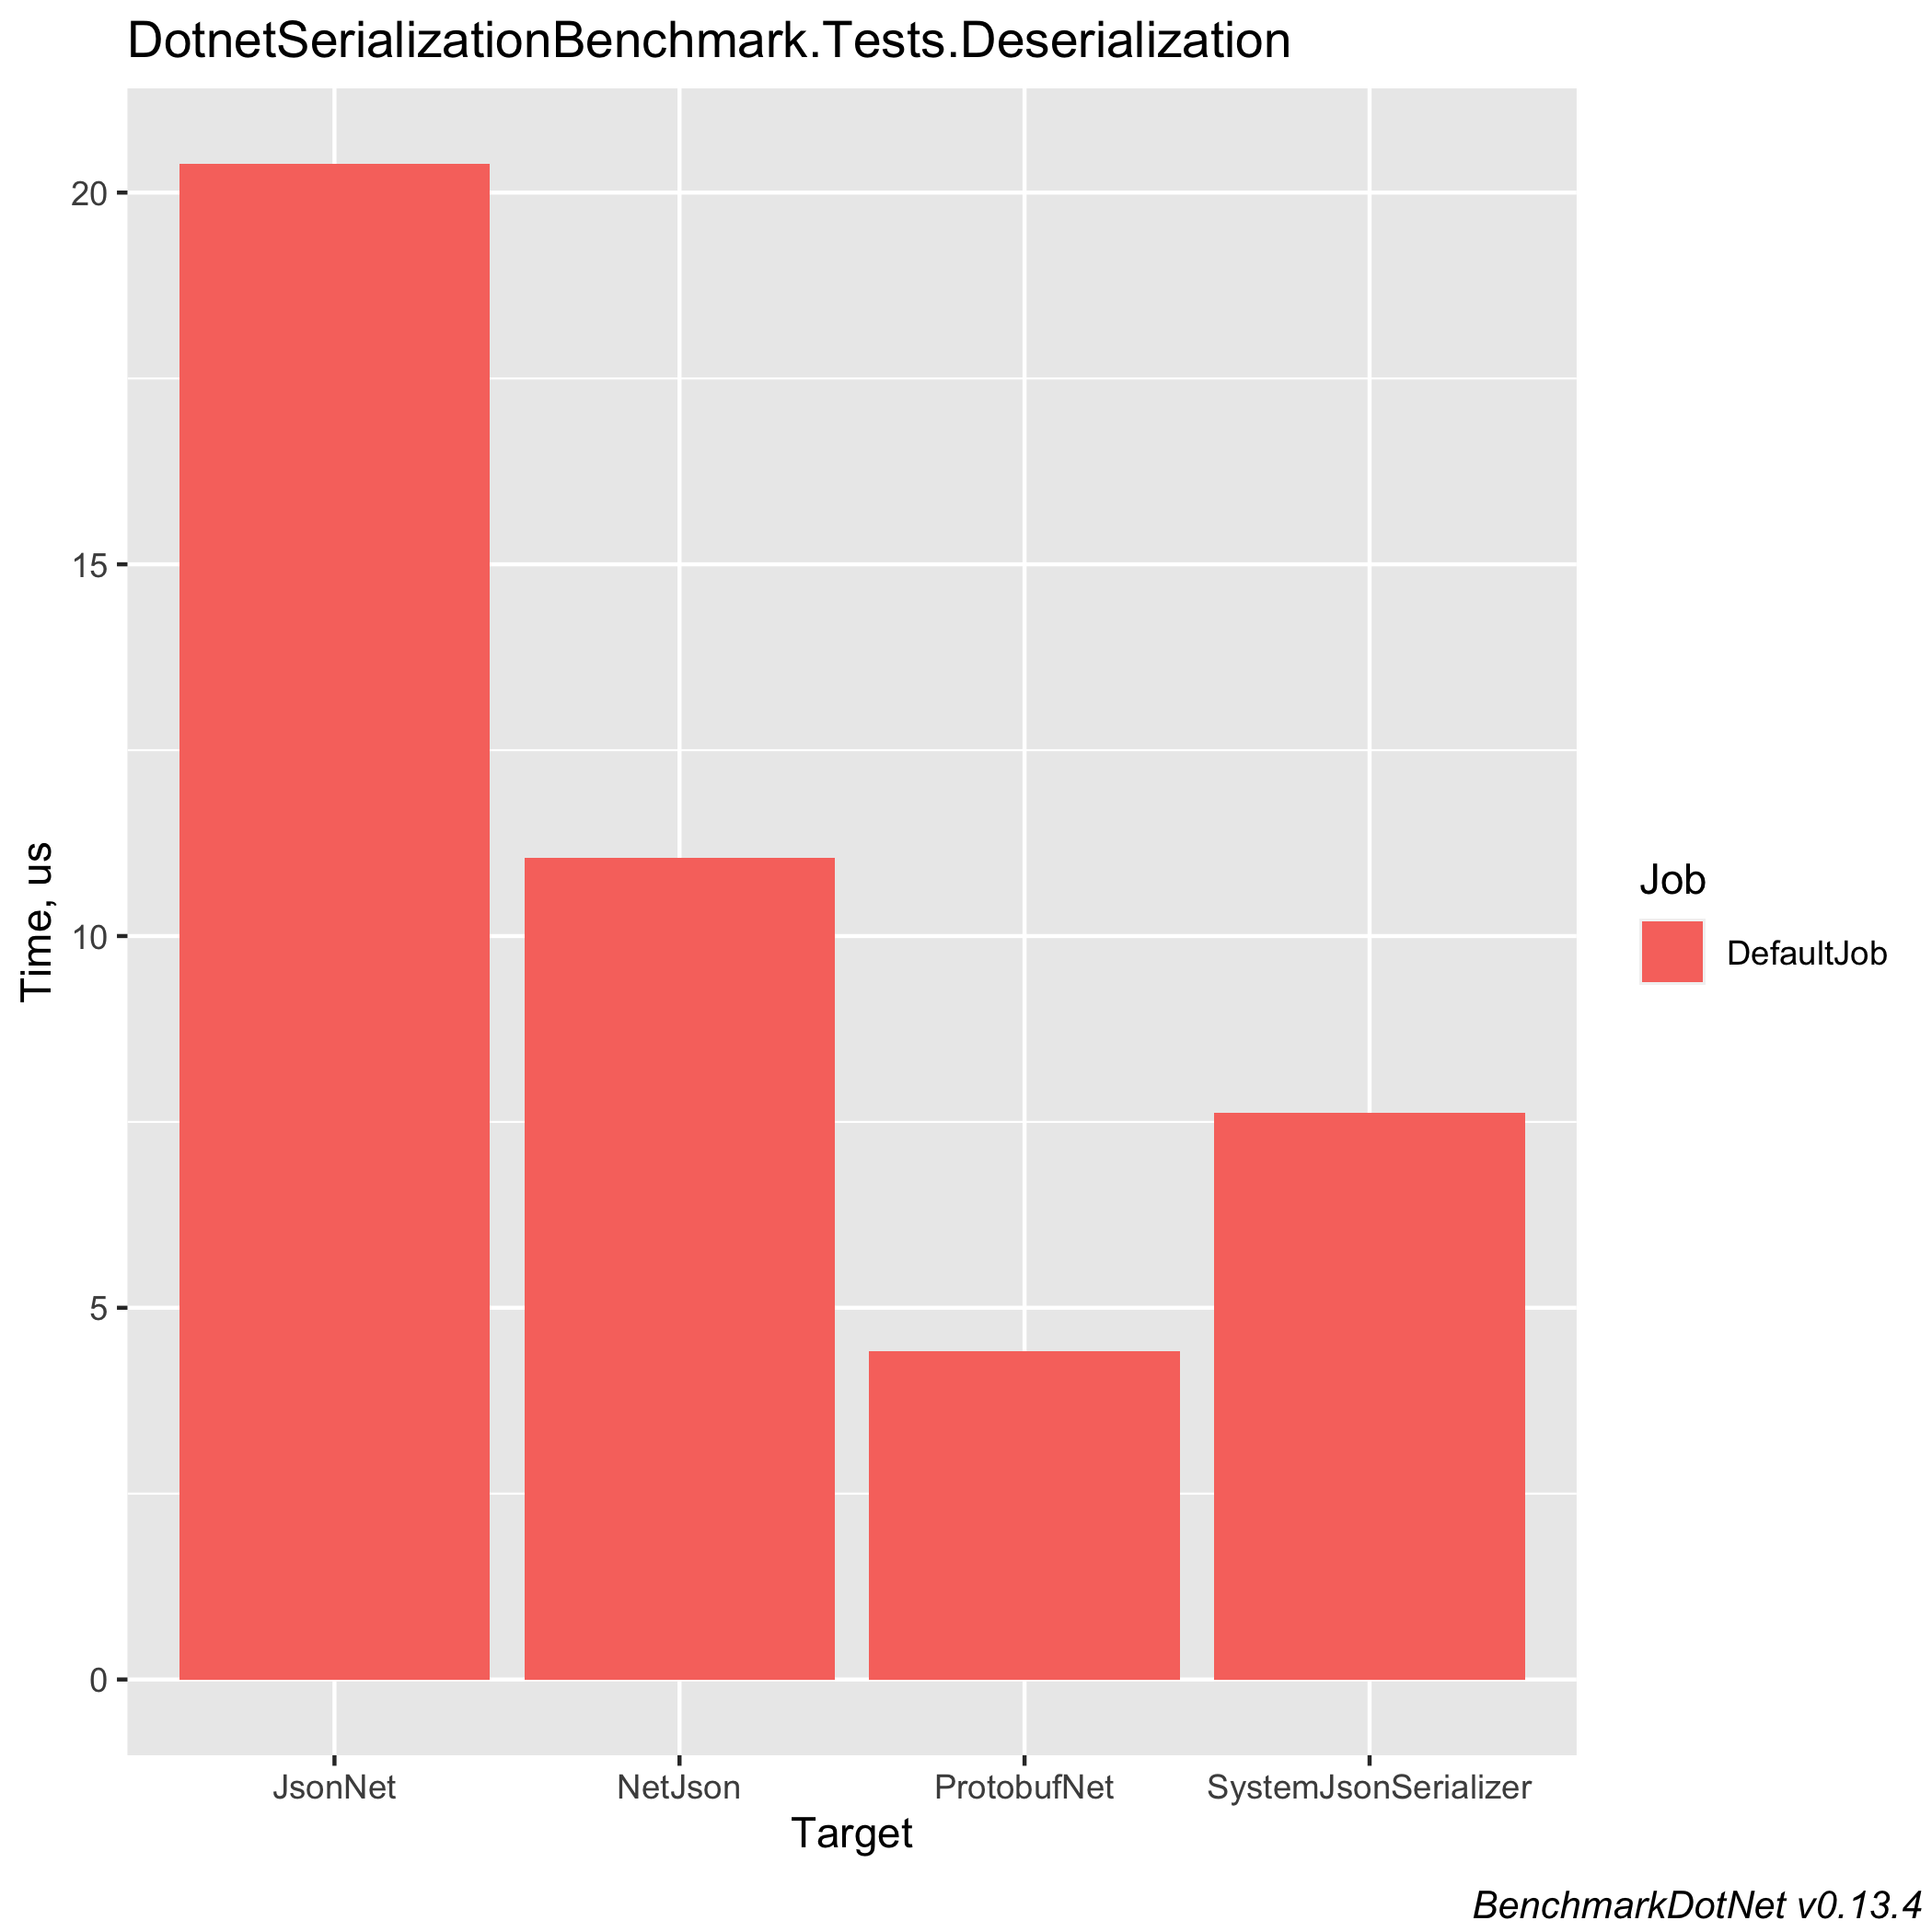 DotnetSerializationBenchmark.Tests.Deserialization
20
15
10
5
0
Time, us
JsonNet NetJson ProtobufNet SystemJsonSerializer
Target
Job
DefaultJob
BenchmarkDotNet v0.13.4